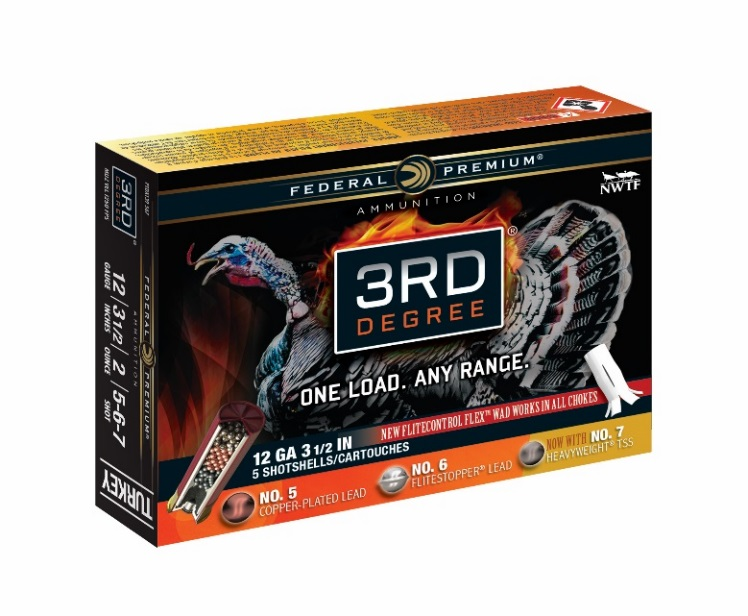 FEDERAL PREMIUM®
AMMUNITION
NWTF
3RD
DEGREE
®
ONE LOAD. ANY RANGE.
NEW FLITECONTROL FLEX™ WAD WORKS IN ALL CHOKES
12 GA 3 1/2 IN
5 SHOTSHELLS/CARTOUCHES
NO. 5
COPPER-PLATED LEAD
NO. 6
FLITESTOPPER® LEAD
NOW WITH NO. 7
HEAVYWEIGHT® TSS
3RD
DEGREE
FEDERAL PREMIUM®
AMMUNITION
12 3 1/2 2 5-6-7
GAUGE INCHES OUNCE SHOT
TURKEY